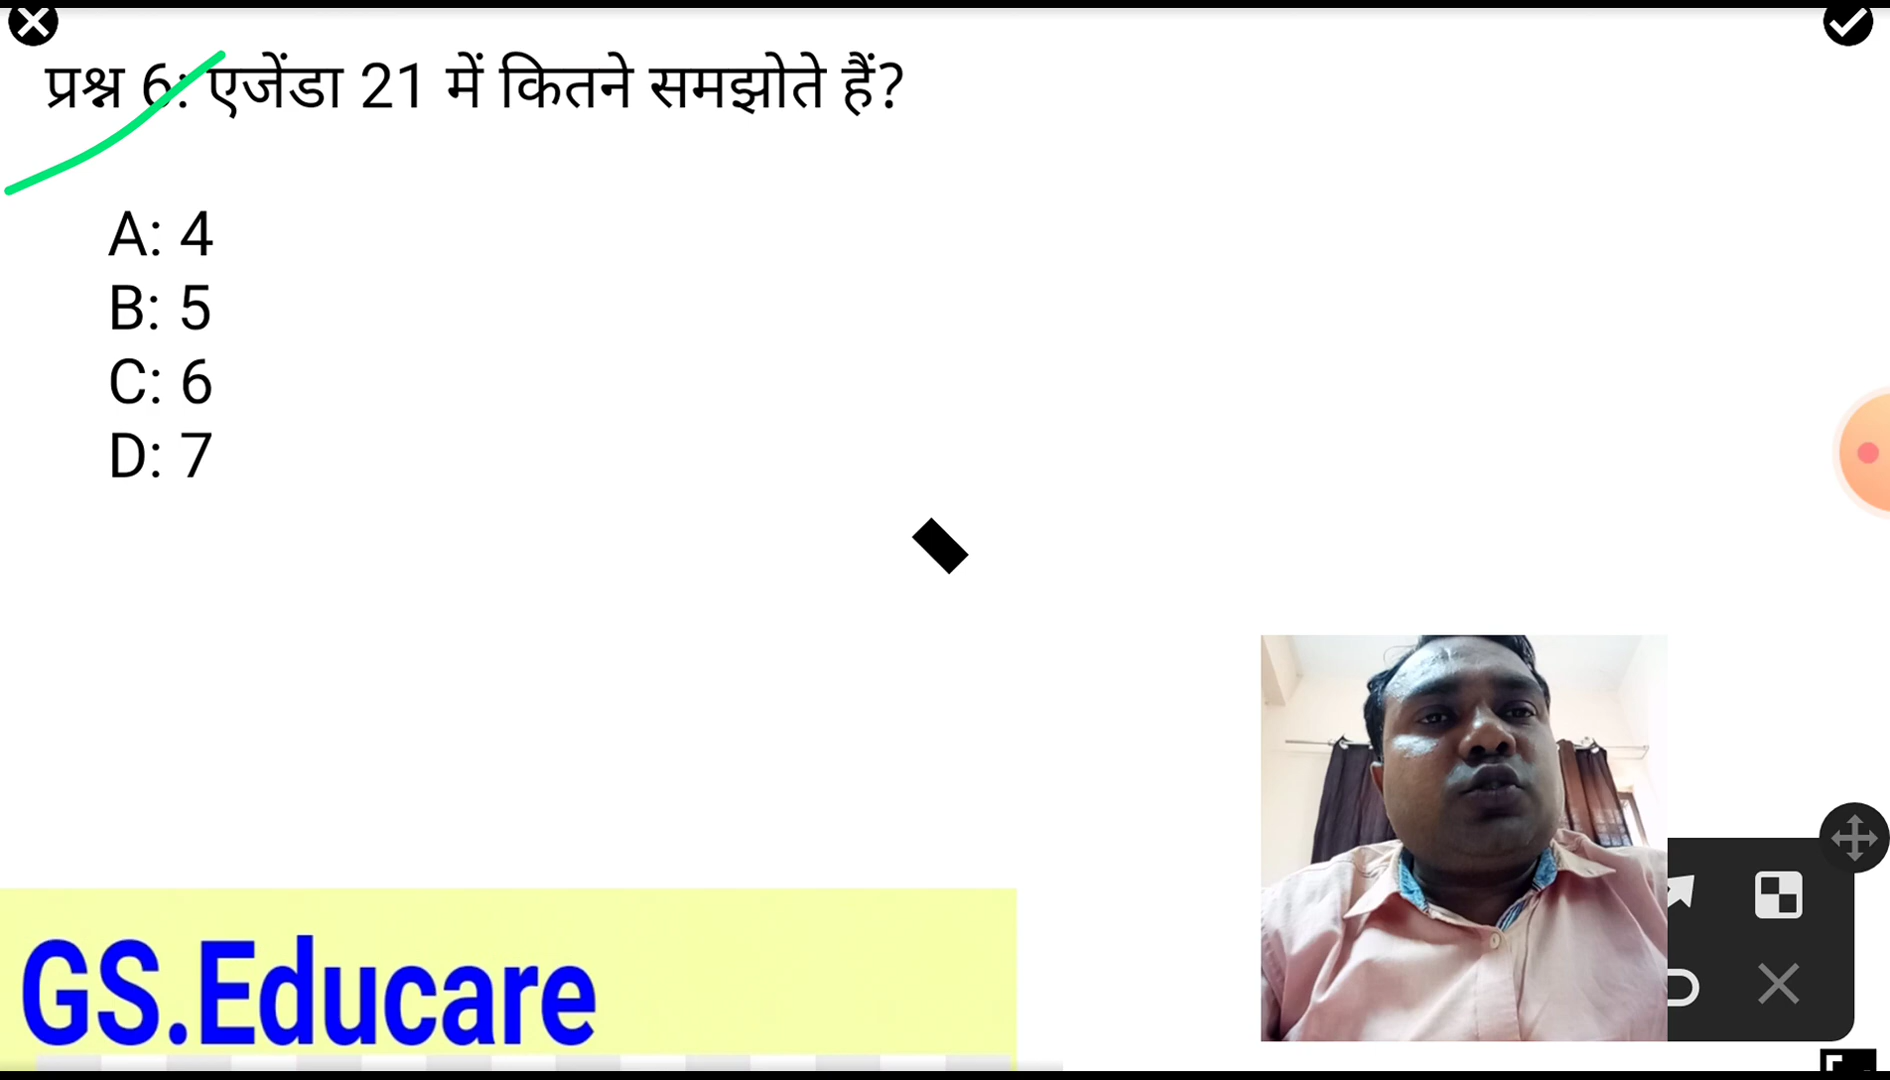 प्रश्न 6: एजेंडा 21 में कितने समझोते हैं?
A: 4
B: 5
C: 6
D: 7
GS.Educare